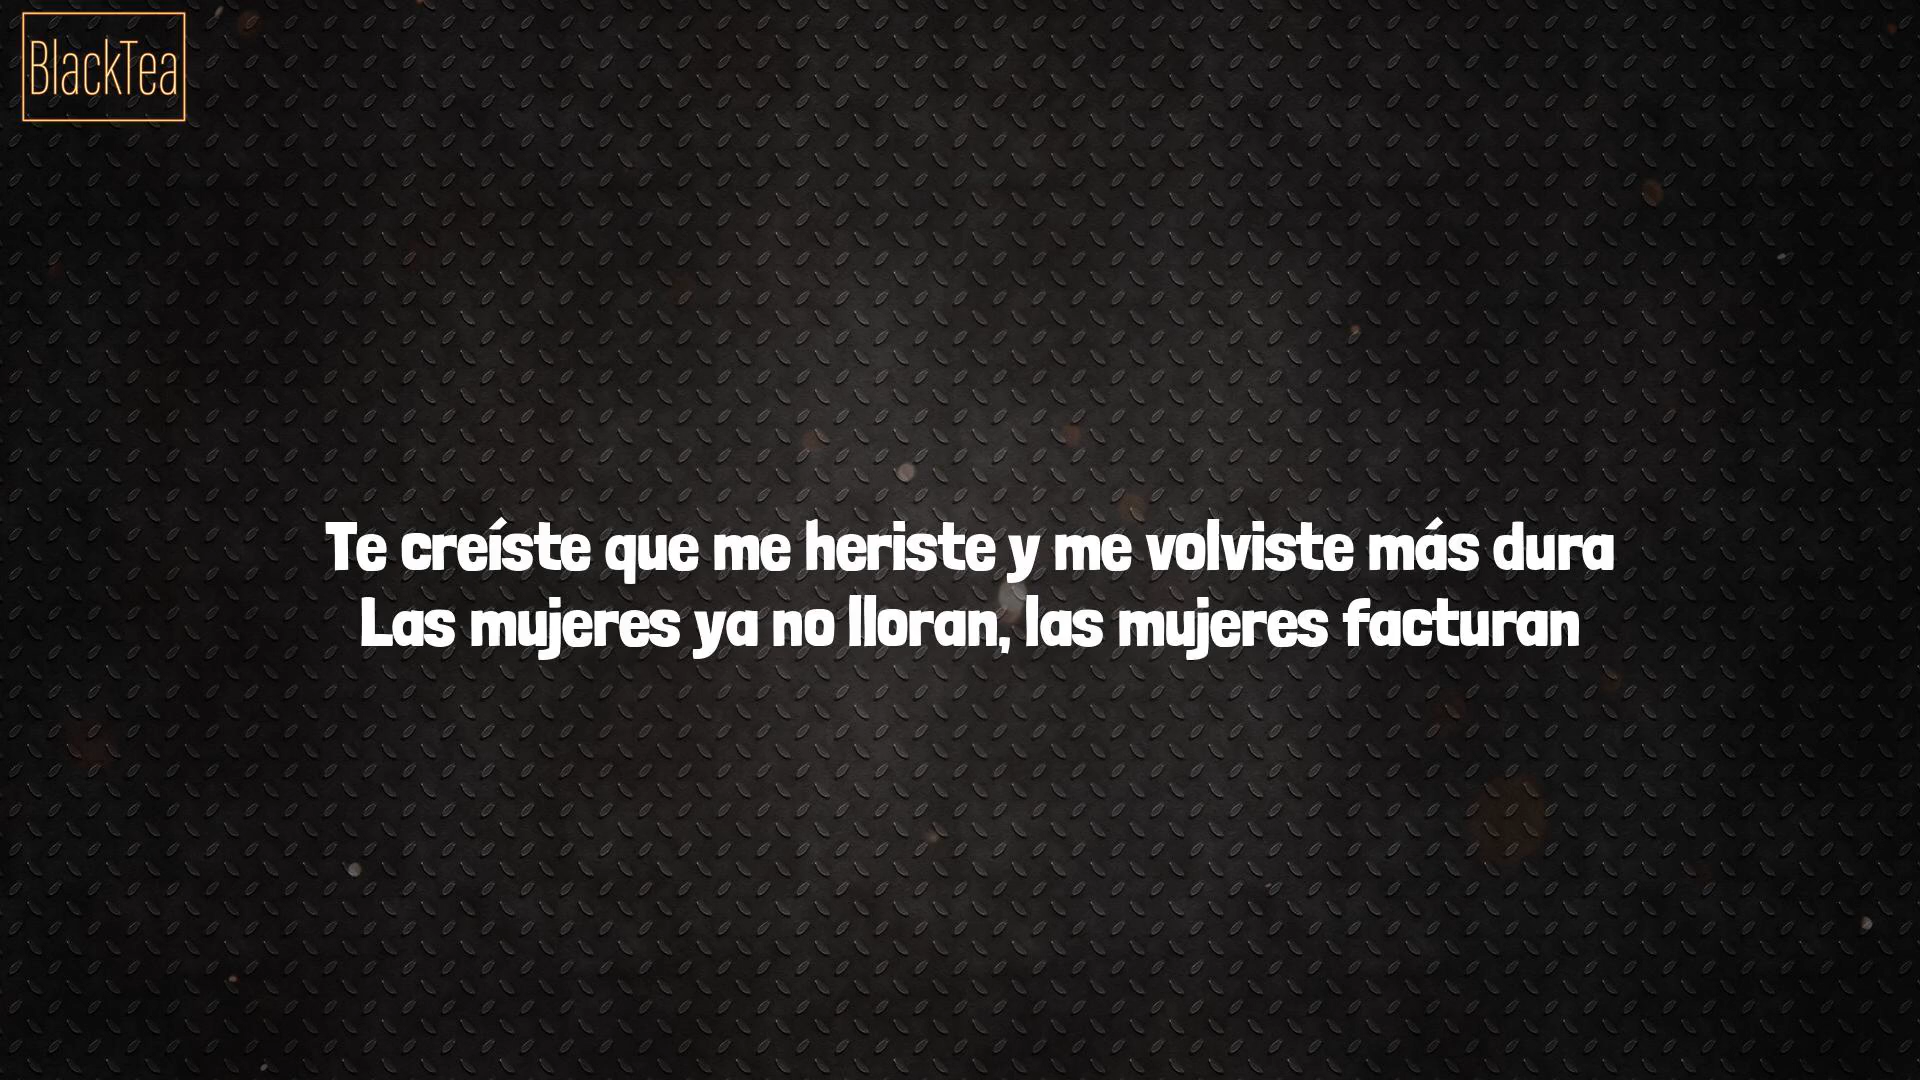 BlackTea
Te creíste que me heriste y me volviste más dura
Las mujeres ya no lloran, las mujeres facturan